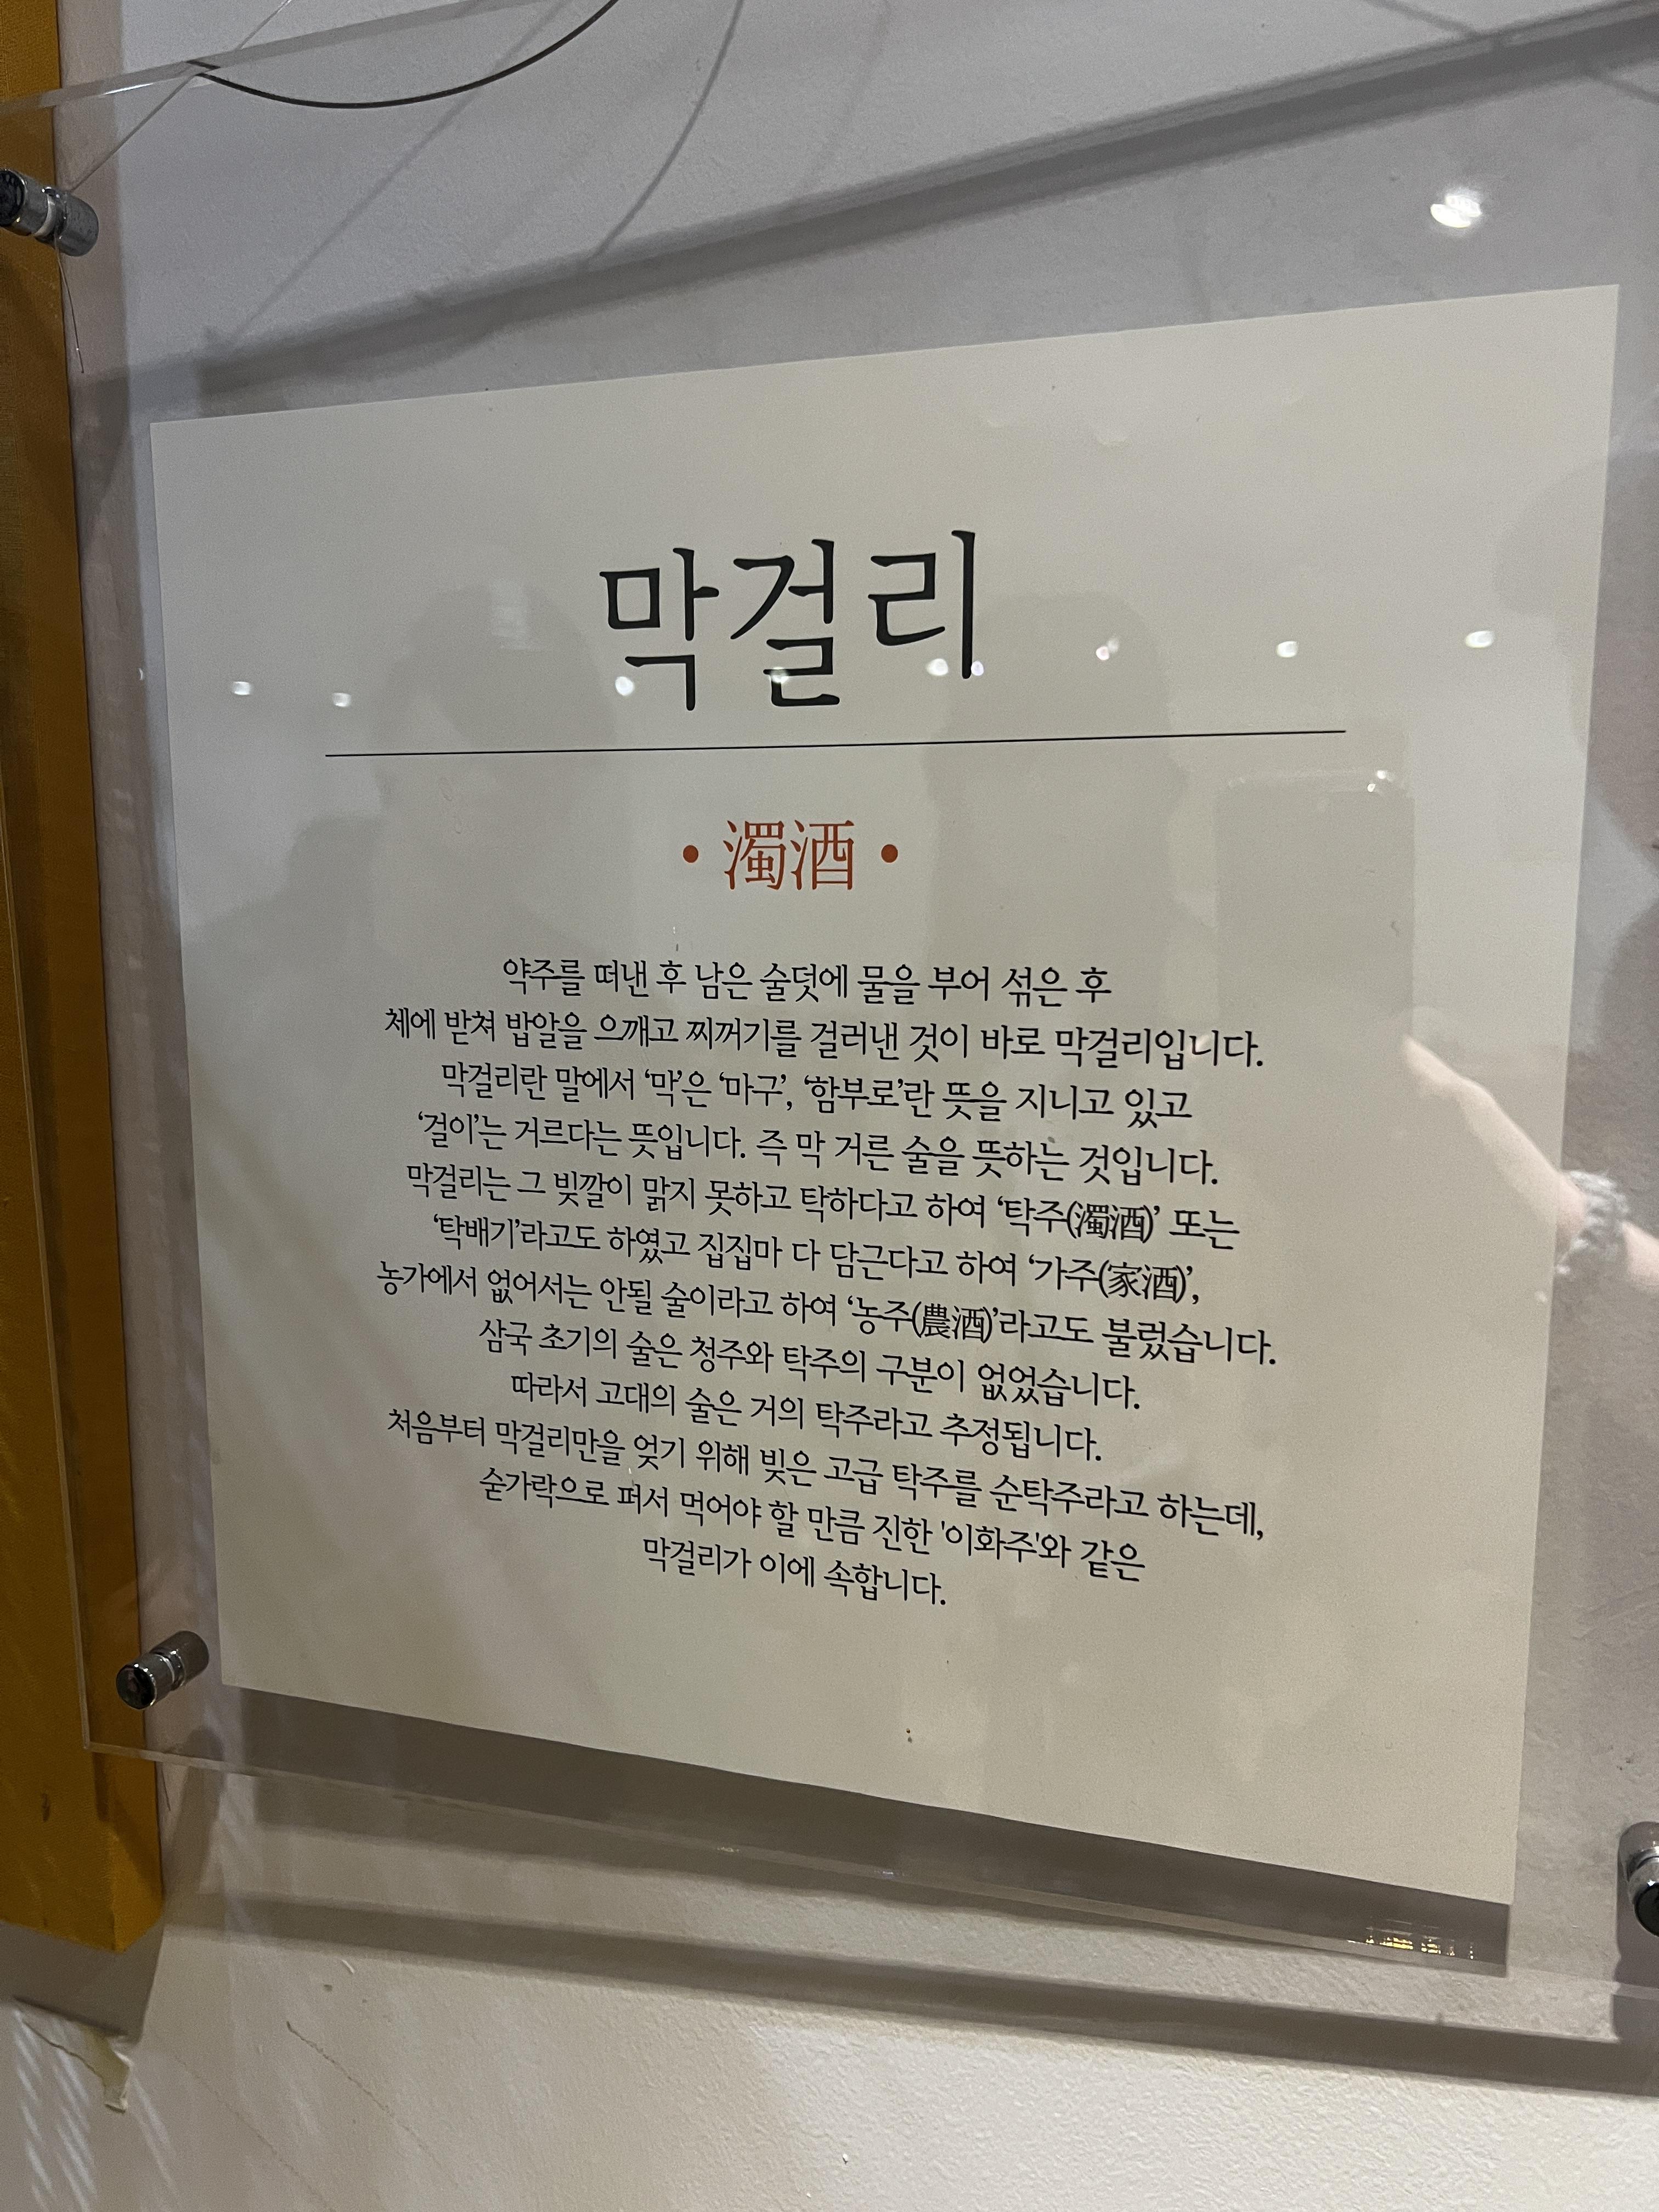 막걸리
• 濁酒 •
약주를 떠낸 후 남은 술덧에 물을 부어 섞은 후
체에 받쳐 밥알을 으깨고 찌꺼기를 걸러낸 것이 바로 막걸리입니다.
막걸리란 말에서 ‘막’은 ‘마구’, ‘함부로’란 뜻을 지니고 있고
‘걸이’는 거르다는 뜻입니다. 즉 막 거른 술을 뜻하는 것입니다.
막걸리는 그 빛깔이 맑지 못하고 탁하다고 하여 ‘탁주(濁酒)’ 또는
‘탁배기’라고도 하였고 집집마 다 담근다고 하여 ‘가주(家酒)’,
농가에서 없어서는 안될 술이라고 하여 ‘농주(農酒)’라고도 불렀습니다.
삼국 초기의 술은 청주와 탁주의 구분이 없었습니다.
따라서 고대의 술은 거의 탁주라고 추정됩니다.
처음부터 막걸리만을 얻기 위해 빚은 고급 탁주를 순탁주라고 하는데,
숟가락으로 퍼서 먹어야 할 만큼 진한 '이화주'와 같은
막걸리가 이에 속합니다.